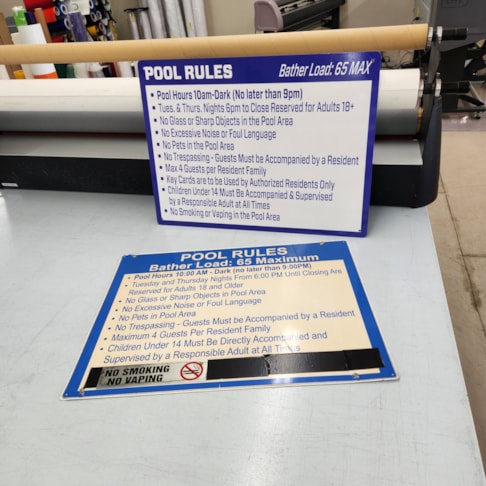 POOL RULES Bather Load: 65 MAX
• Pool Hours 10am-Dark (No later than 9pm)
• Tues. & Thurs. Nights 6pm to Close Reserved for Adults 18+
• No Glass or Sharp Objects in the Pool Area
• No Excessive Noise or Foul Language
• No Pets in the Pool Area
• No Trespassing - Guests Must be Accompanied by a Resident
• Max 4 Guests per Resident Family
• Key Cards are to be Used by Authorized Residents Only
• Children Under 14 Must be Accompanied & Supervised
by a Responsible Adult at All Times
• No Smoking or Vaping in the Pool Area
POOL RULES
Bather Load: 65 Maximum
• Pool Hours 10:00 AM - Dark (no later than 9:00PM)
• Tuesday and Thursday Nights From 6:00 PM Until Closing Are
Reserved for Adults 18 and Older
• No Glass or Sharp Objects in Pool Area
• No Excessive Noise or Foul Language
• No Pets in Pool Area
• No Trespassing - Guests Must be Accompanied by a Resident
• Maximum 4 Guests Per Resident Family
• Children Under 14 Must Be Directly Accompanied and
Supervised by a Responsible Adult at All Times
NO SMOKING
NO VAPING